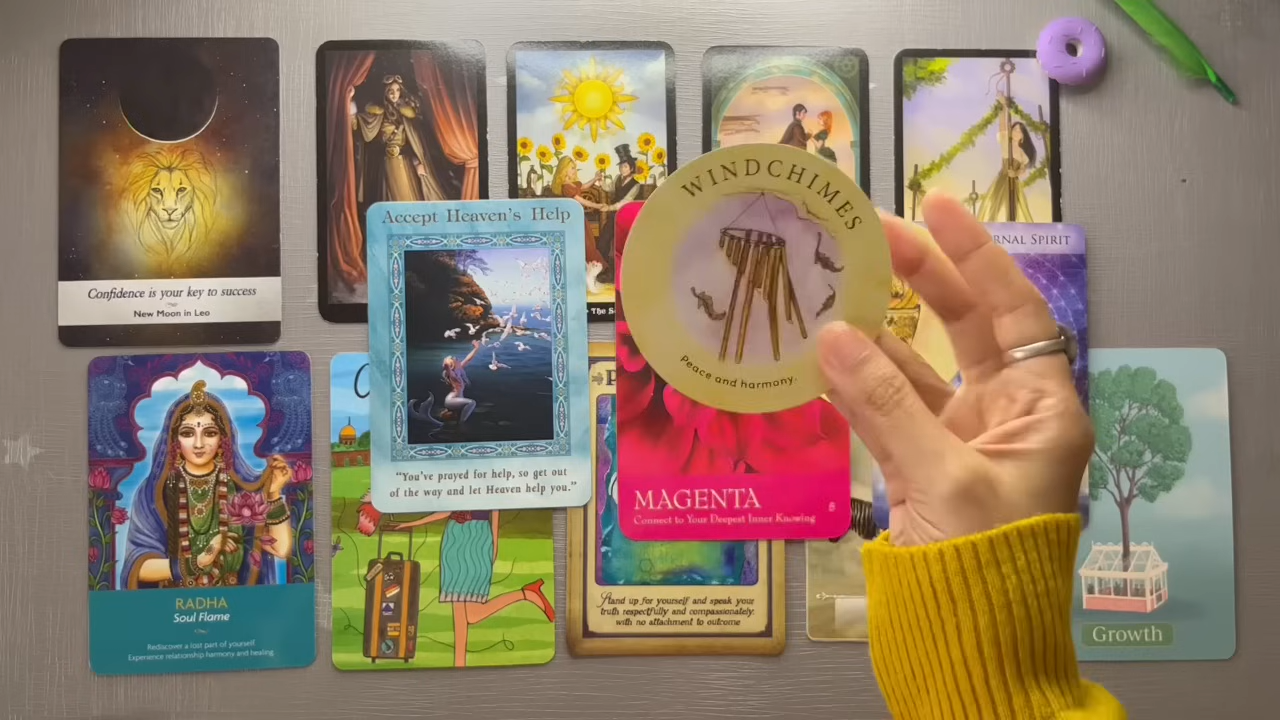 Confidence is your key to success
New Moon in Leo
The S
Accept Heaven's Help
"You've prayed for help, so get out
of the way and let Heaven help you."
WINDCHIMES
Peace and harmony.
MAGENTA
Connect to Your Deepest Inner Knowing
8
SPIRIT
RADHA
Soul Flame
Rediscover a lost part of yourself
Experience relationship harmony and healing
Stand up for yourself and speak your
truth respectfully and compassionately
with no attachment to outcome
Growth